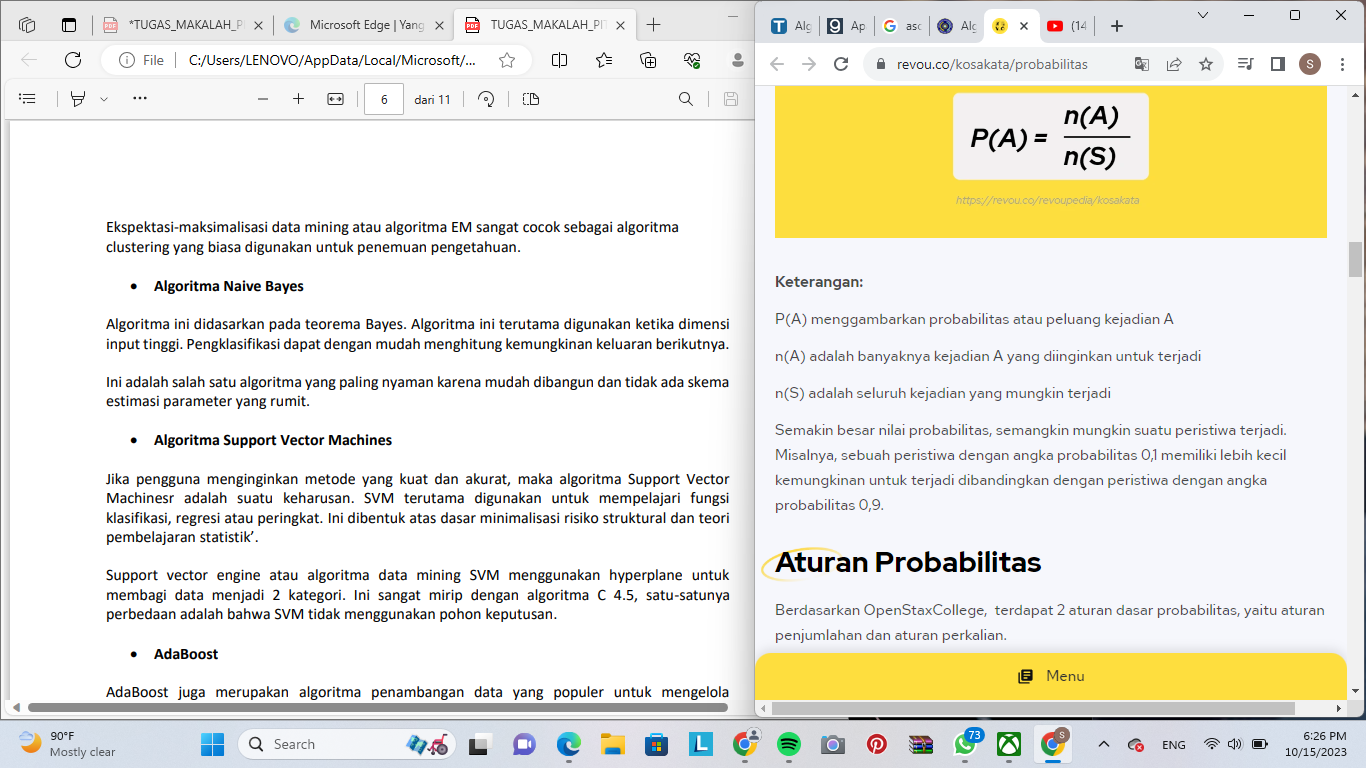 *TUGAS_MAKALAH_P
Microsoft Edge | Yang
TUGAS_MAKALAH_PI
File
C:/Users/LENOVO/AppData/Local/Microsoft/...
6
dari 11
Ekspektasi-maksimalisasi data mining atau algoritma EM sangat cocok sebagai algoritma
clustering yang biasa digunakan untuk penemuan pengetahuan.
• Algoritma Naive Bayes
Algoritma ini didasarkan pada teorema Bayes. Algoritma ini terutama digunakan ketika dimensi
input tinggi. Pengklasifikasi dapat dengan mudah menghitung kemungkinan keluaran berikutnya.
Ini adalah salah satu algoritma yang paling nyaman karena mudah dibangun dan tidak ada skema
estimasi parameter yang rumit.
• Algoritma Support Vector Machines
Jika pengguna menginginkan metode yang kuat dan akurat, maka algoritma Support Vector
Machinesr adalah suatu keharusan. SVM terutama digunakan untuk mempelajari fungsi
klasifikasi, regresi atau peringkat. Ini dibentuk atas dasar minimalisasi risiko struktural dan teori
pembelajaran statistik’.
Support vector engine atau algoritma data mining SVM menggunakan hyperplane untuk
membagi data menjadi 2 kategori. Ini sangat mirip dengan algoritma C 4.5, satu-satunya
perbedaan adalah bahwa SVM tidak menggunakan pohon keputusan.
• AdaBoost
AdaBoost juga merupakan algoritma penambangan data yang populer untuk mengelola
Alg
Ap
asc
Alg
(14
revou.co/kosakata/probabilitas
S
P(A) = n(A)
n(S)
https://revou.co/revoupedia/kosakata
Keterangan:
P(A) menggambarkan probabilitas atau peluang kejadian A
n(A) adalah banyaknya kejadian A yang diinginkan untuk terjadi
n(S) adalah seluruh kejadian yang mungkin terjadi
Semakin besar nilai probabilitas, semangkin mungkin suatu peristiwa terjadi.
Misalnya, sebuah peristiwa dengan angka probabilitas 0,1 memiliki lebih kecil
kemungkinan untuk terjadi dibandingkan dengan peristiwa dengan angka
probabilitas 0,9.
Aturan Probabilitas
Berdasarkan OpenStaxCollege, terdapat 2 aturan dasar probabilitas, yaitu aturan
penjumlahan dan aturan perkalian.
Menu
90°F
Mostly clear
Search
73
ENG
6:26 PM
10/15/2023